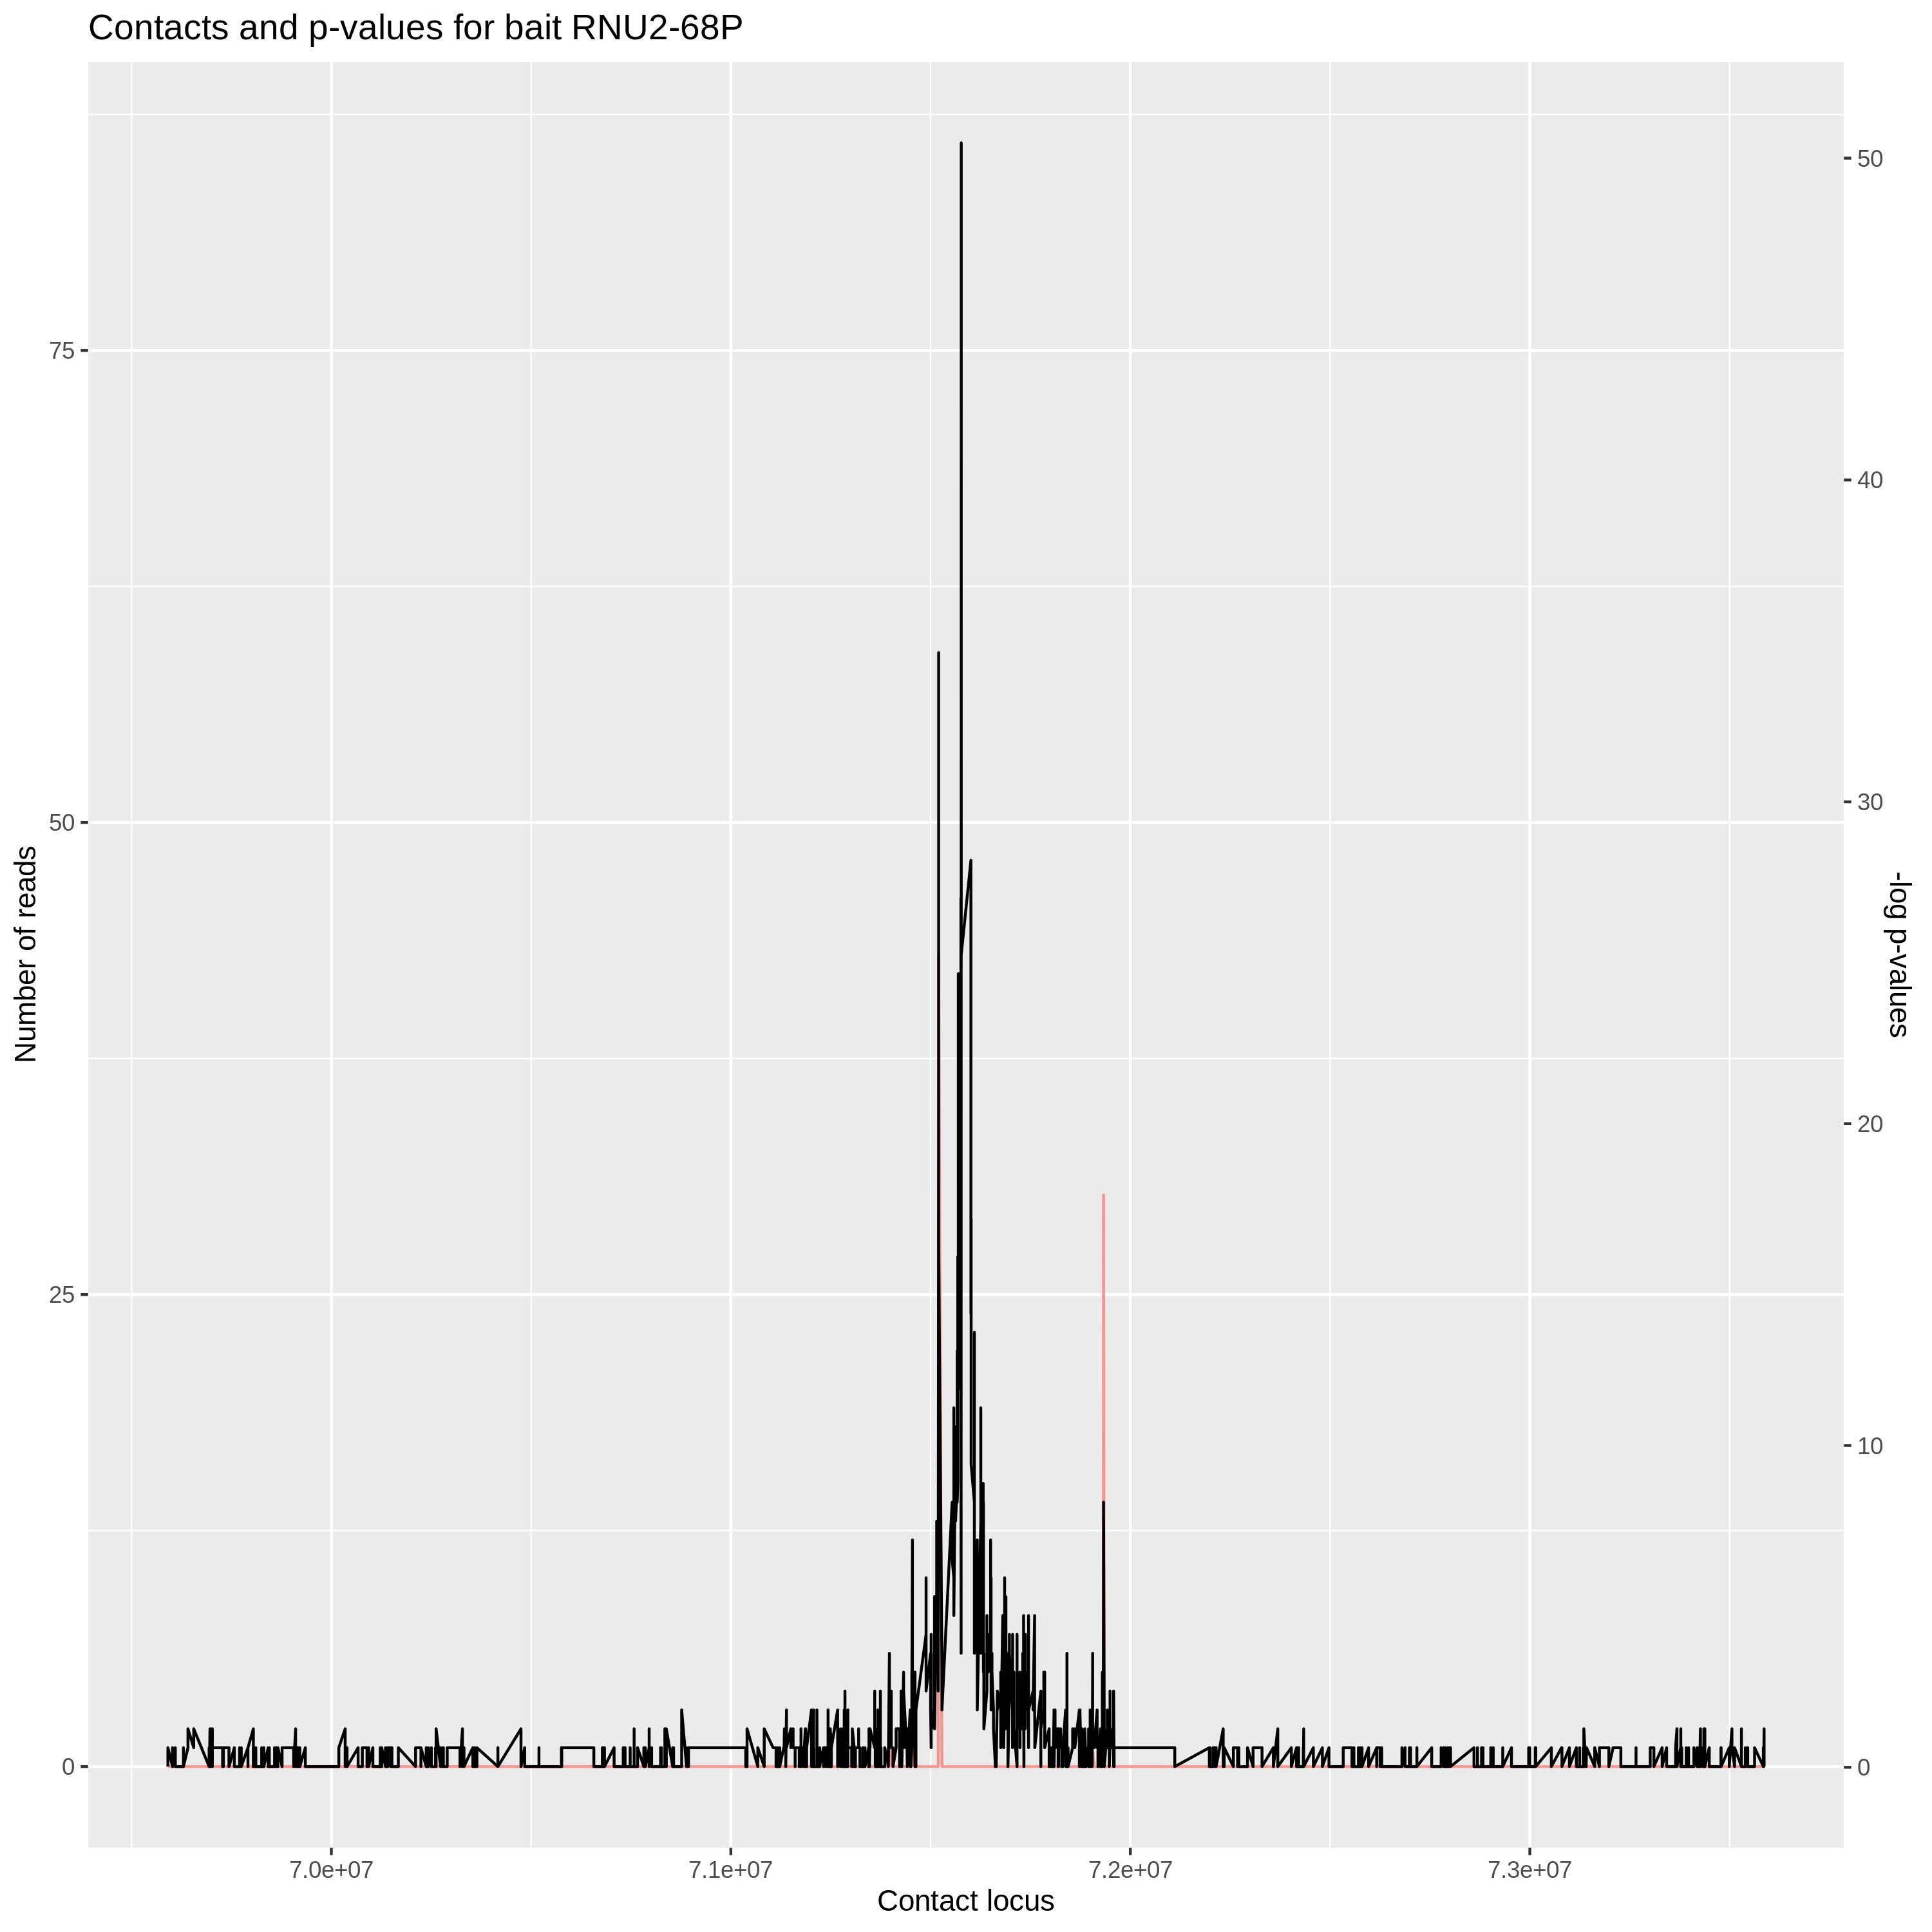 Contacts and p-values for bait RNU2-68P
Number of reads
75
50
25
0
50
40
30
20
10
0
-log p-values
7.0e+07 7.1e+07 7.2e+07 7.3e+07
Contact locus